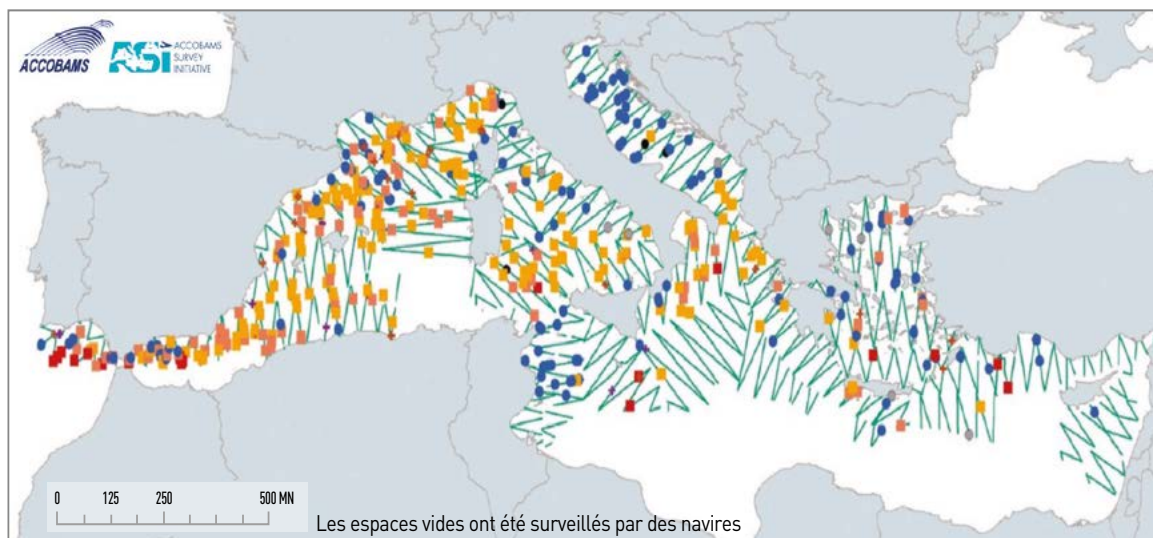 ACCOBAMS
ASI
ACCOBAMS
SURVEY
INITIATIVE
0 125 250 500 MN
Les espaces vides ont été surveillés par des navires